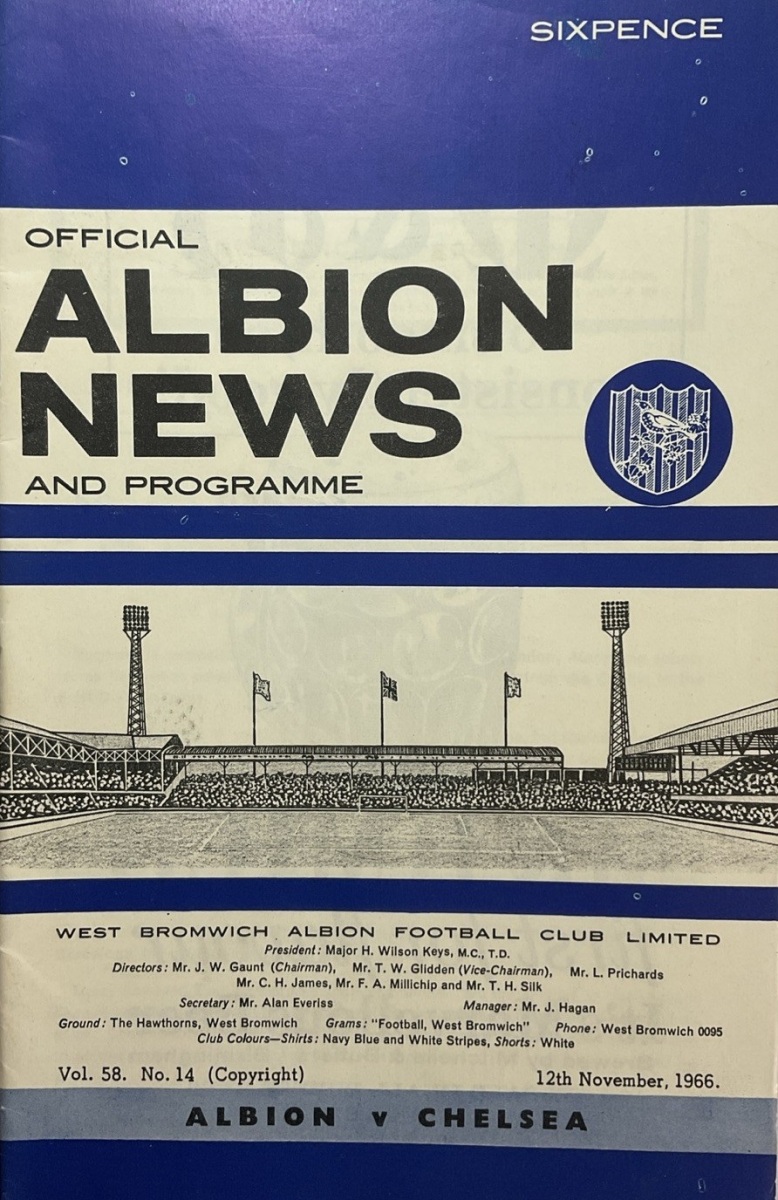 SIXPENCE
OFFICIAL
ALBION
NEWS
AND PROGRAMME
WEST BROMWICH ALBION FOOTBALL CLUB LIMITED
President: Major H. Wilson Keys, M.C., T.D.
Directors: Mr. J. W. Gaunt (Chairman), Mr. T. W. Glidden (Vice-Chairman), Mr. L. Prichards
Mr. C. H. James, Mr. F. A. Millichip and Mr. T. H. Silk
Secretary: Mr. Alan Everiss Manager: Mr. J. Hagan
Ground: The Hawthorns, West Bromwich Grams: "Football, West Bromwich" Phone: West Bromwich 0095
Club Colours—Shirts: Navy Blue and White Stripes, Shorts: White
Vol. 58. No. 14 (Copyright) 12th November, 1966.
ALBION v CHELSEA